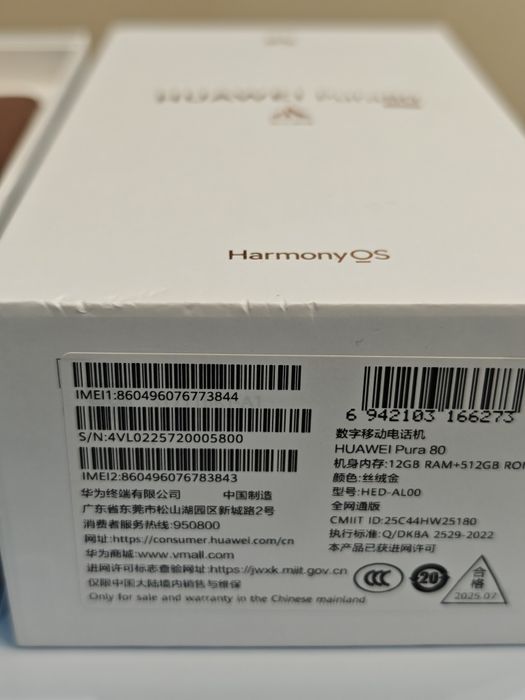 HUAWEI Pura 80
HarmonyOS
IMEI1:860496076773844
S/N:4VL0225720005800
IMEI2:860496076783843
华为终端有限公司 中国制造
广东省东莞市松山湖园区新城路2号
消费者服务热线:950800
网址:https://consumer.huawei.com/cn
华为商城:www.vmall.com
进网许可标志查验网址:https://jwxk.miit.gov.cn
仅限中国大陆境内销售与维保
Only for sale and warranty in the Chinese mainland
6 942103 166273
数字移动电话机
HUAWEI Pura 80
机身内存:12GB RAM+512GB RO
颜色:丝绒金
型号:HED-AL00
全网通版
CMIIT ID:25C44HW25180
执行标准:Q/DKBA 2529-2022
本产品已获进网许可
CCC
20
合
格
2025.07